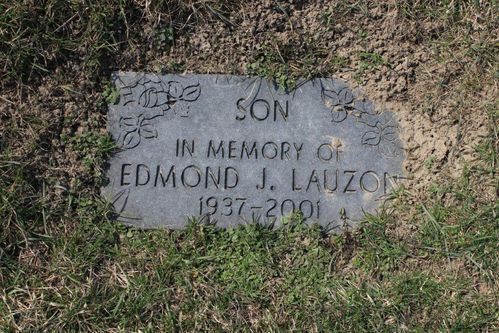 SON
IN MEMORY OF
EDMOND J. LAUZON
1937-2001